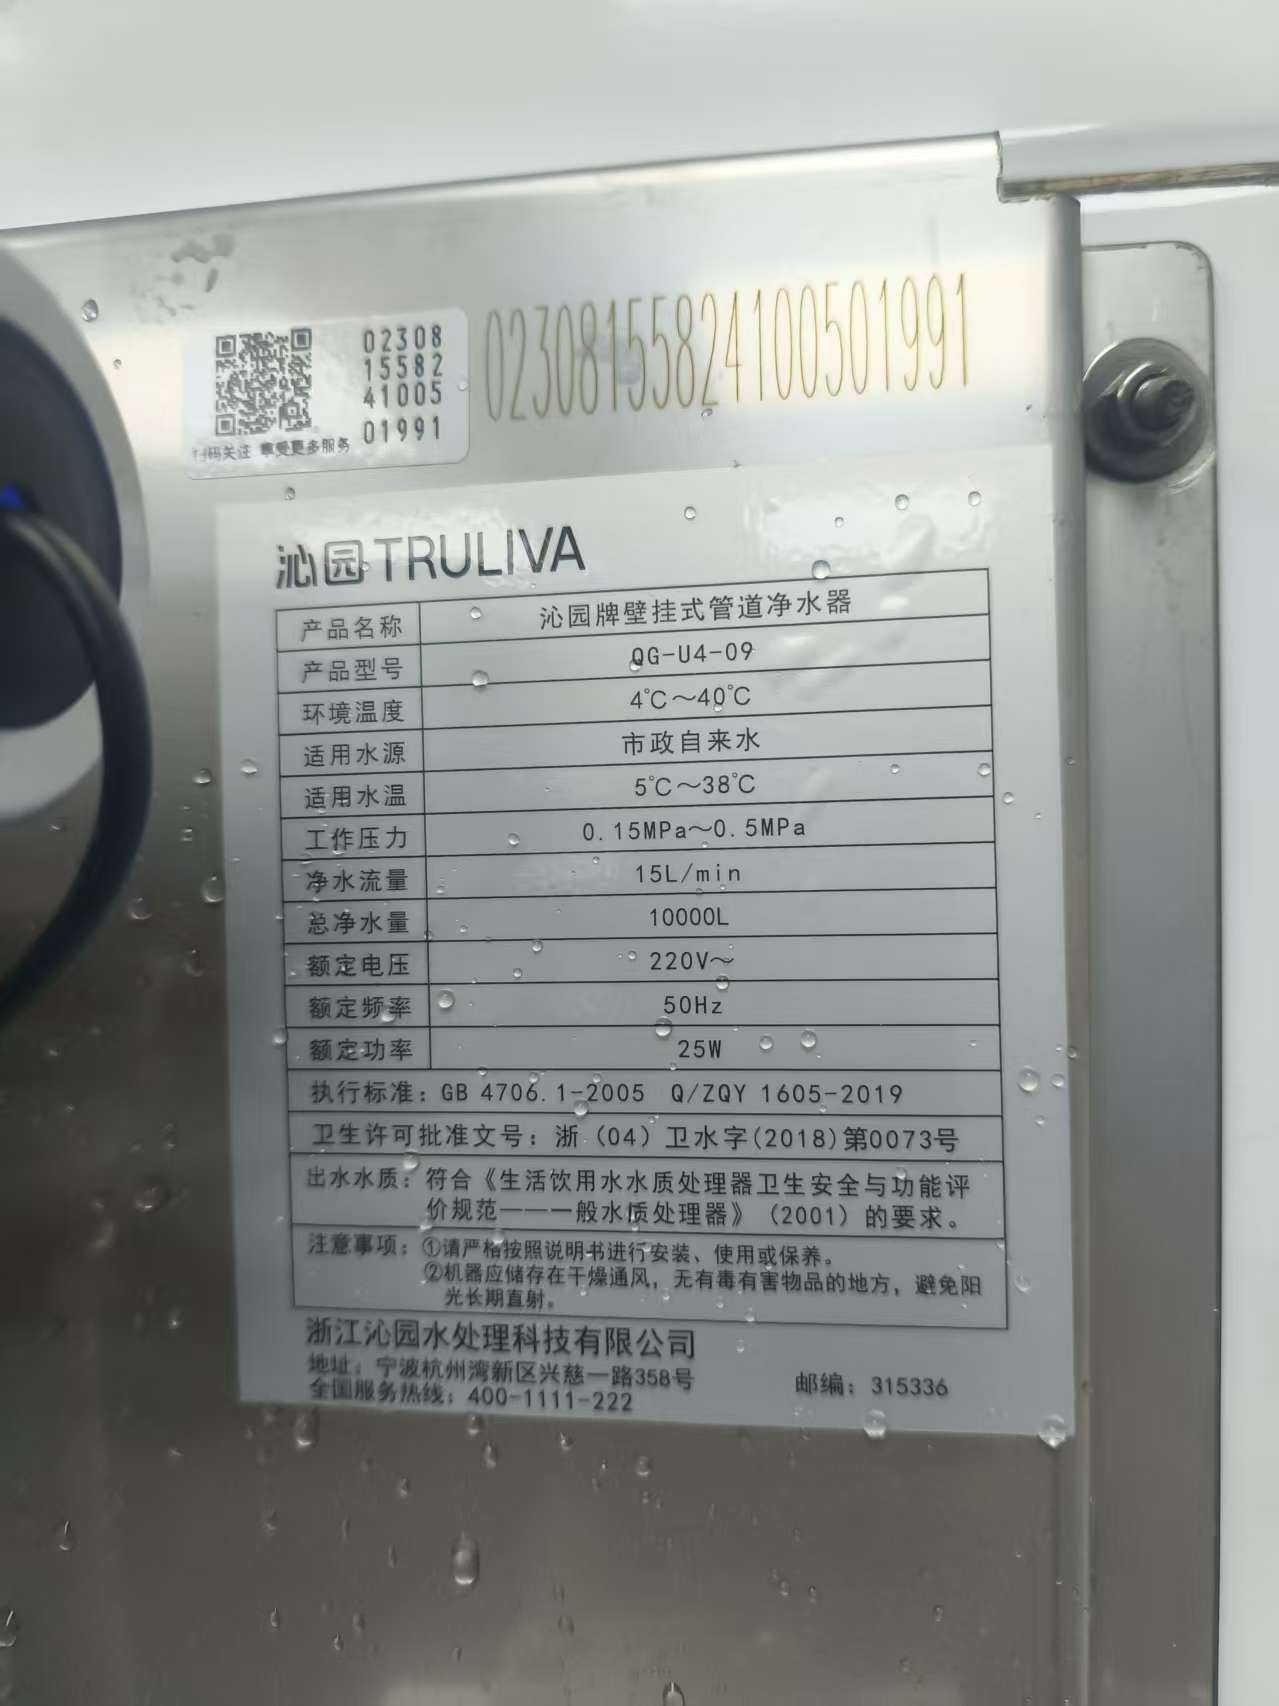 02308
15582
41005
01991
扫码关注 尊享更多服务
02308155824100501991
沁园TRULIVA
产品名称 沁园牌壁挂式管道净水器
产品型号 QG-U4-09
环境温度 4℃～40℃
适用水源 市政自来水
适用水温 5℃～38℃
工作压力 0.15MPa～0.5MPa
净水流量 15L/min
总净水量 10000L
额定电压 220V～
额定频率 50Hz
额定功率 25W
执行标准：GB 4706.1-2005 Q/ZQY 1605-2019
卫生许可批准文号：浙（04）卫水字(2018)第0073号
出水水质：符合《生活饮用水水质处理器卫生安全与功能评
价规范——一般水质处理器》（2001）的要求。
注意事项：①请严格按照说明书进行安装、使用或保养。
②机器应储存在干燥通风，无有毒有害物品的地方，避免阳
光长期直射。
浙江沁园水处理科技有限公司
地址：宁波杭州湾新区兴慈一路358号 邮编：315336
全国服务热线：400-1111-222